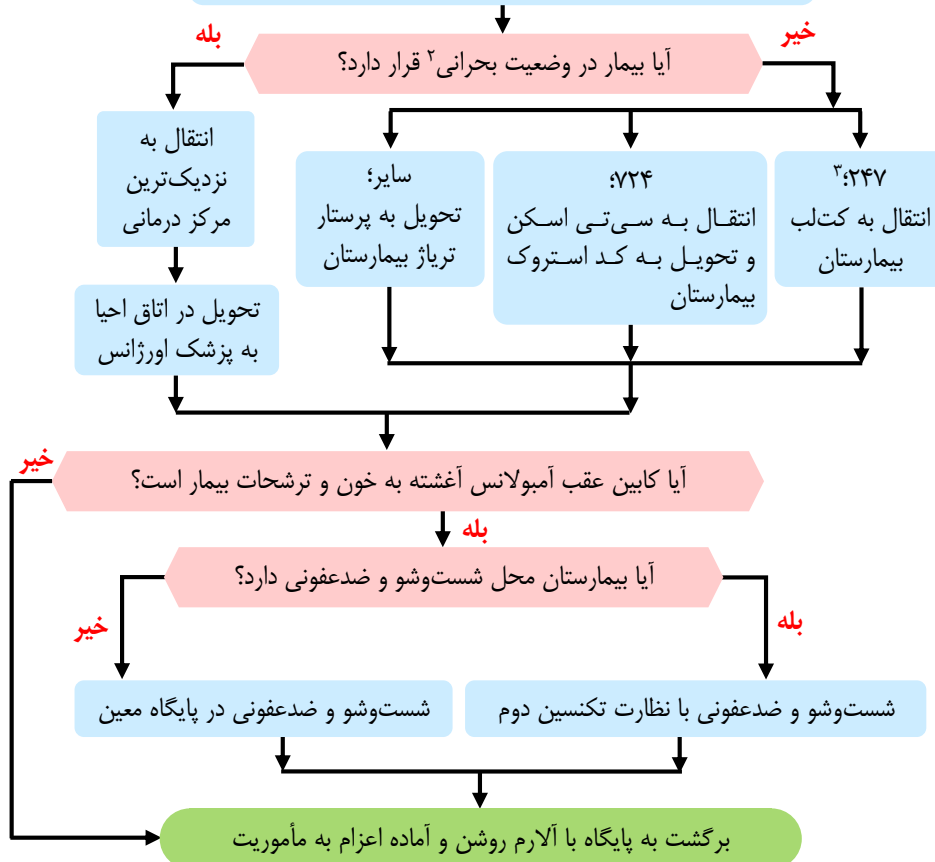 خیر
بله
آیا بیمار در وضعیت بحرانی۲ قرار دارد؟
۲۴۷؛۳
انتقال به کت‌لب
بیمارستان
۷۲۴؛
انتقال به سی‌تی اسکن
و تحویل به کد استروک
بیمارستان
سایر؛
تحویل به پرستار
تریاژ بیمارستان
انتقال به
نزدیک‌ترین
مرکز درمانی
تحویل در اتاق احیا
به پزشک اورژانس
آیا کابین عقب آمبولانس آغشته به خون و ترشحات بیمار است؟
خیر
بله
آیا بیمارستان محل شست‌وشو و ضدعفونی دارد؟
بله
خیر
شست‌وشو و ضدعفونی با نظارت تکنسین دوم
شست‌وشو و ضدعفونی در پایگاه معین
برگشت به پایگاه با آلارم روشن و آماده اعزام به مأموریت